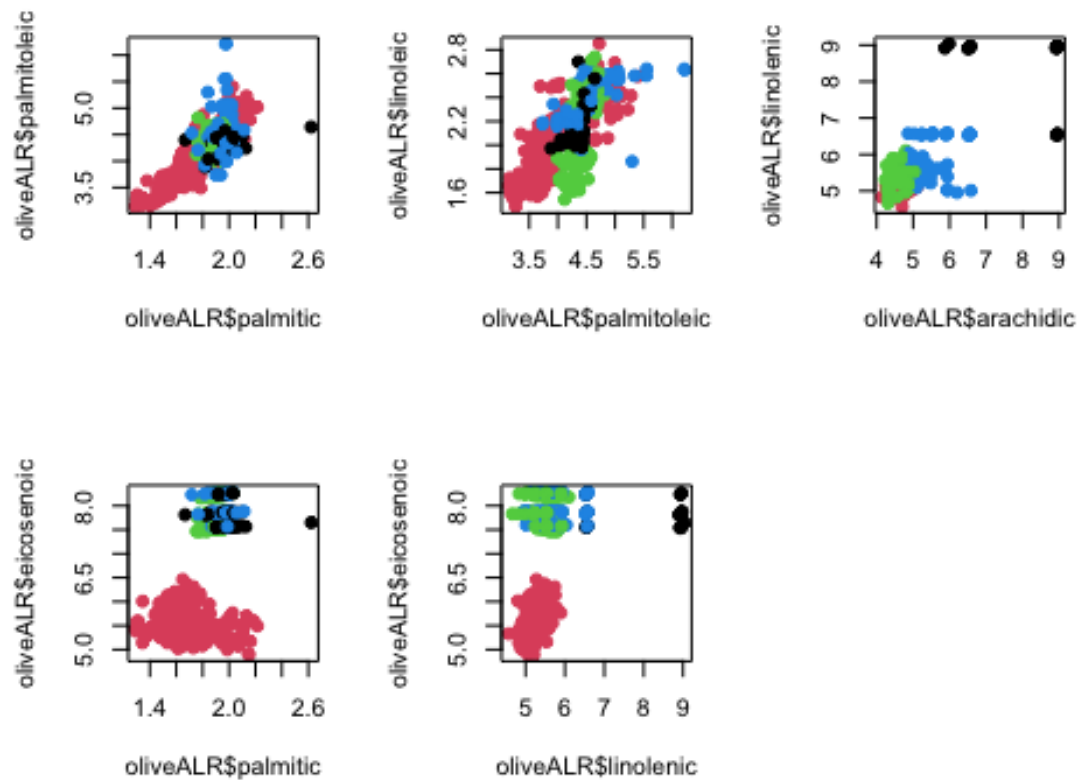 oliveALR$palmitoleic
5.0
3.5
1.4 2.0 2.6
oliveALR$palmitic
oliveALR$linoleic
2.8
2.2
1.6
3.5 4.5 5.5
oliveALR$palmitoleic
oliveALR$linolenic
9
8
7
6
5
4 5 6 7 8 9
oliveALR$arachidic
oliveALR$eicosenoic
8.0
6.5
5.0
1.4 2.0 2.6
oliveALR$palmitic
oliveALR$eicosenoic
8.0
6.5
5.0
5 6 7 8 9
oliveALR$linolenic